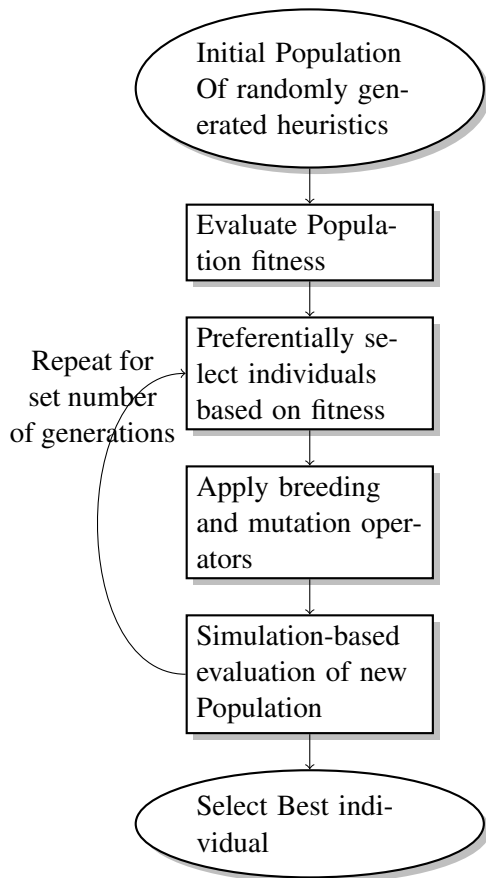 Initial Population
Of randomly gen-
erated heuristics
Evaluate Popula-
tion fitness
Preferentially se-
lect individuals
based on fitness
Repeat for
set number
of generations
Apply breeding
and mutation oper-
ators
Simulation-based
evaluation of new
Population
Select Best indi-
vidual